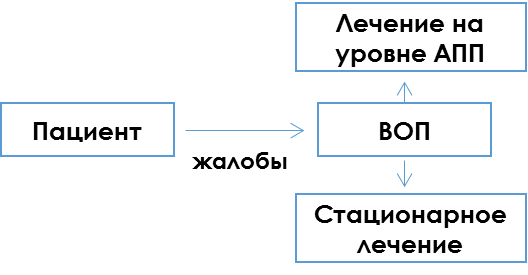 Лечение на
уровне АПП
Пациент
жалобы
ВОП
Стационарное
лечение